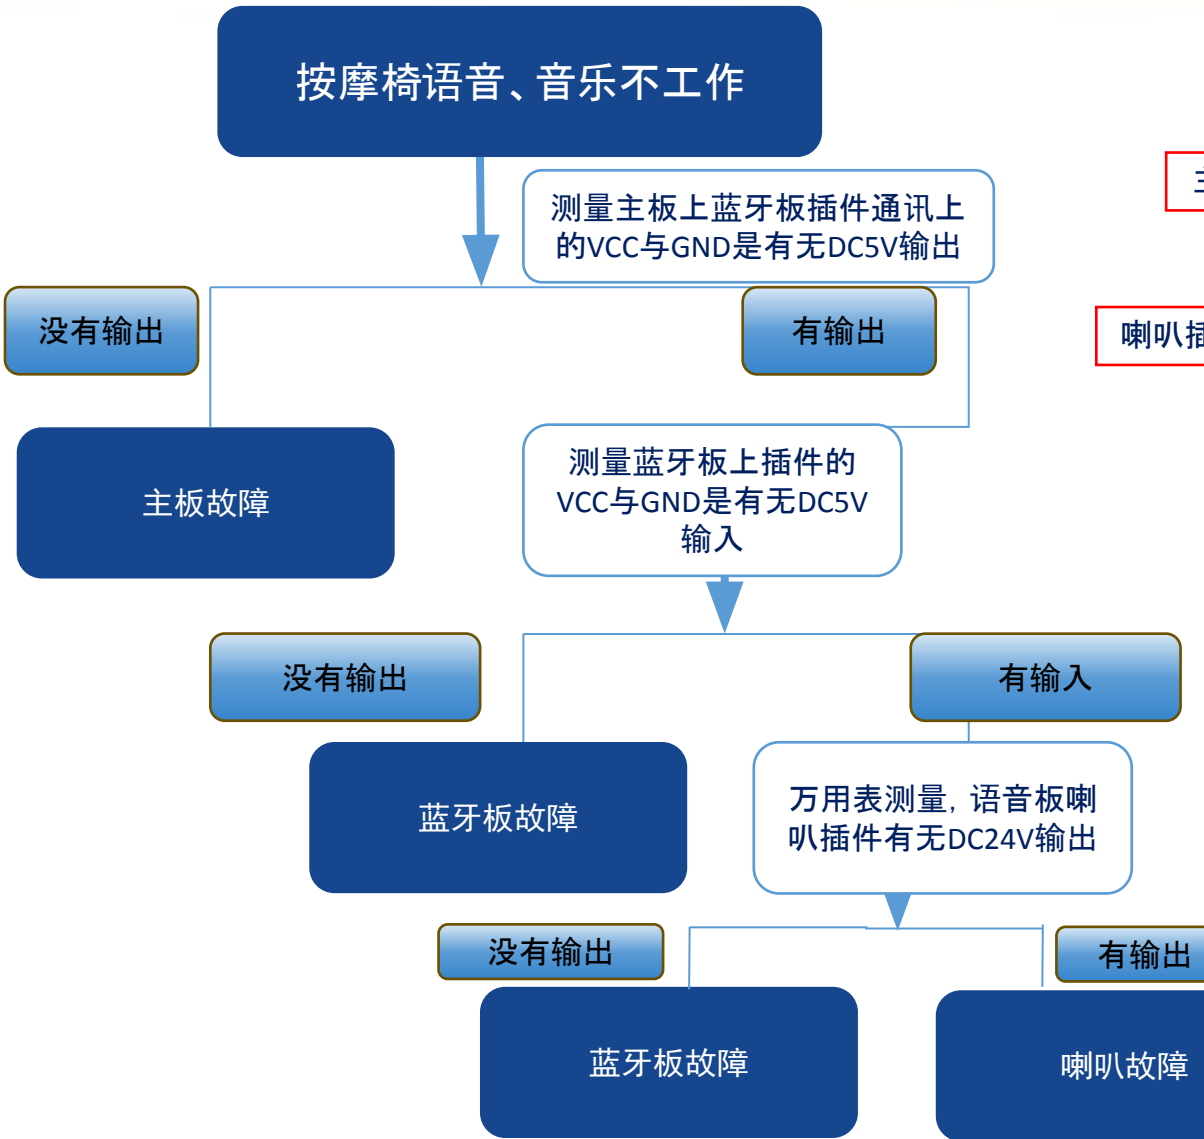 按摩椅语音、音乐不工作
测量主板上蓝牙板插件通讯上
的VCC与GND是有无DC5V输出
没有输出
有输出
喇叭插
主板故障
测量蓝牙板上插件的
VCC与GND是有无DC5V
输入
没有输出
有输入
蓝牙板故障
万用表测量，语音板喇
叭插件有无DC24V输出
没有输出
有输出
蓝牙板故障
喇叭故障